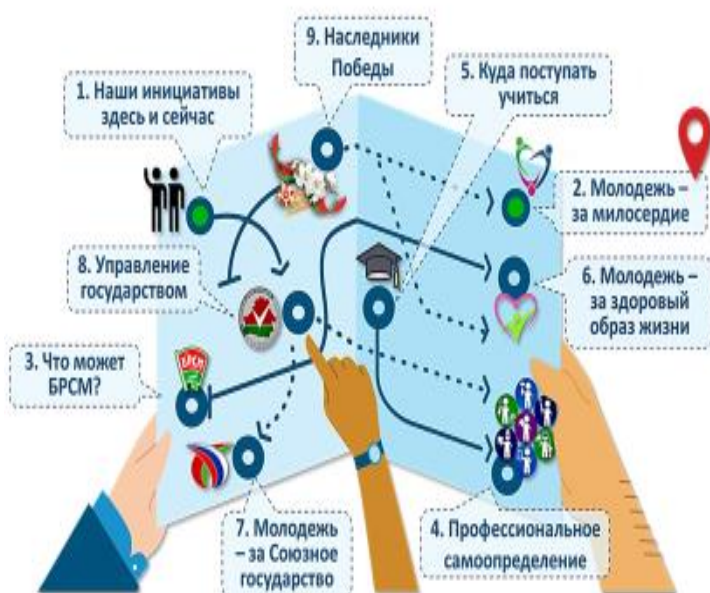 9. Наследники
Победы
5. Куда поступать
учиться
1. Наши инициативы
здесь и сейчас
2. Молодежь –
за милосердие
8. Управление
государством
6. Молодежь –
за здоровый
образ жизни
3. Что может
БРСМ?
БРСМ
7. Молодежь
– за Союзное
государство
4. Профессиональное
самоопределение